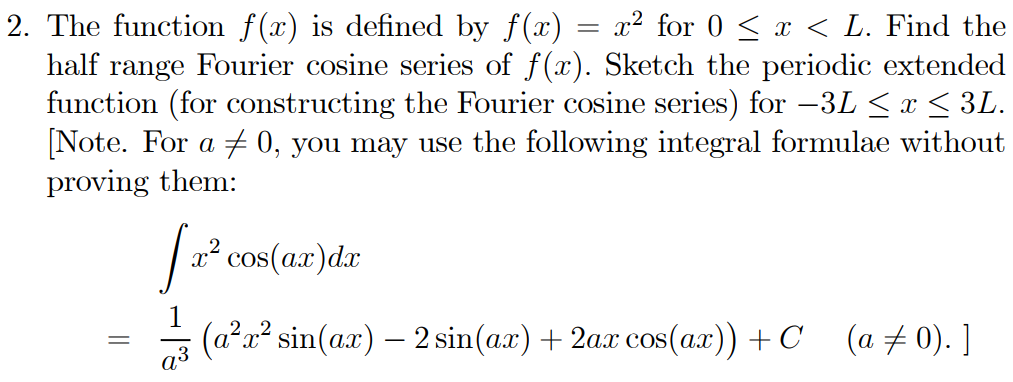 2. The function f(x) is defined by f(x) = x² for 0 ≤ x < L. Find the
half range Fourier cosine series of f(x). Sketch the periodic extended
function (for constructing the Fourier cosine series) for −3L ≤ x ≤ 3L.
[Note. For a ≠ 0, you may use the following integral formulae without
proving them:
∫ x² cos(ax)dx
= 1/a³ (a²x² sin(ax) − 2 sin(ax) + 2ax cos(ax)) + C (a ≠ 0). ]